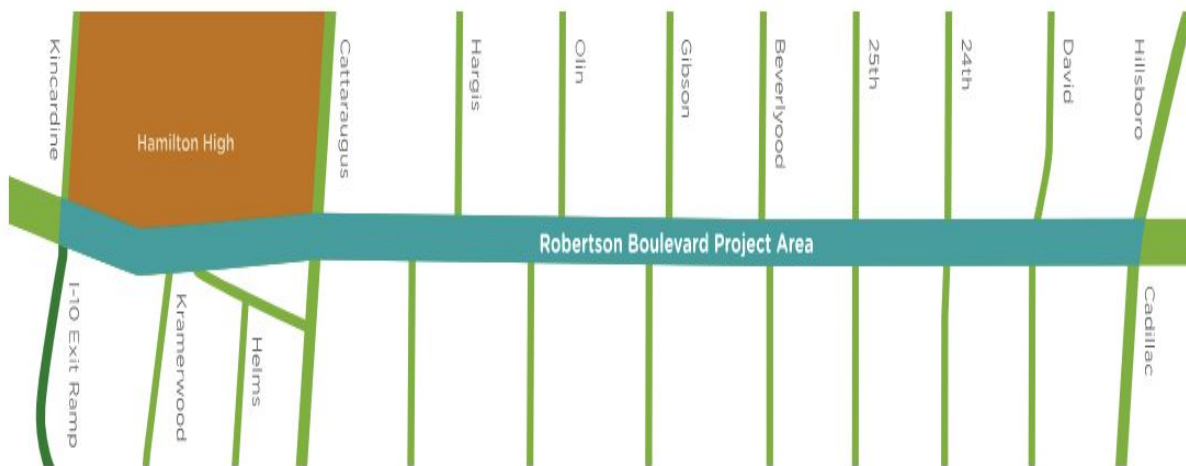 Kincardine
Hamilton High
Cattaraugus
Hargis
Olin
Gibson
Beverlyood
25th
24th
David
Hillsboro
Robertson Boulevard Project Area
I-10 Exit Ramp
Kramerwood
Helms
Cadillac